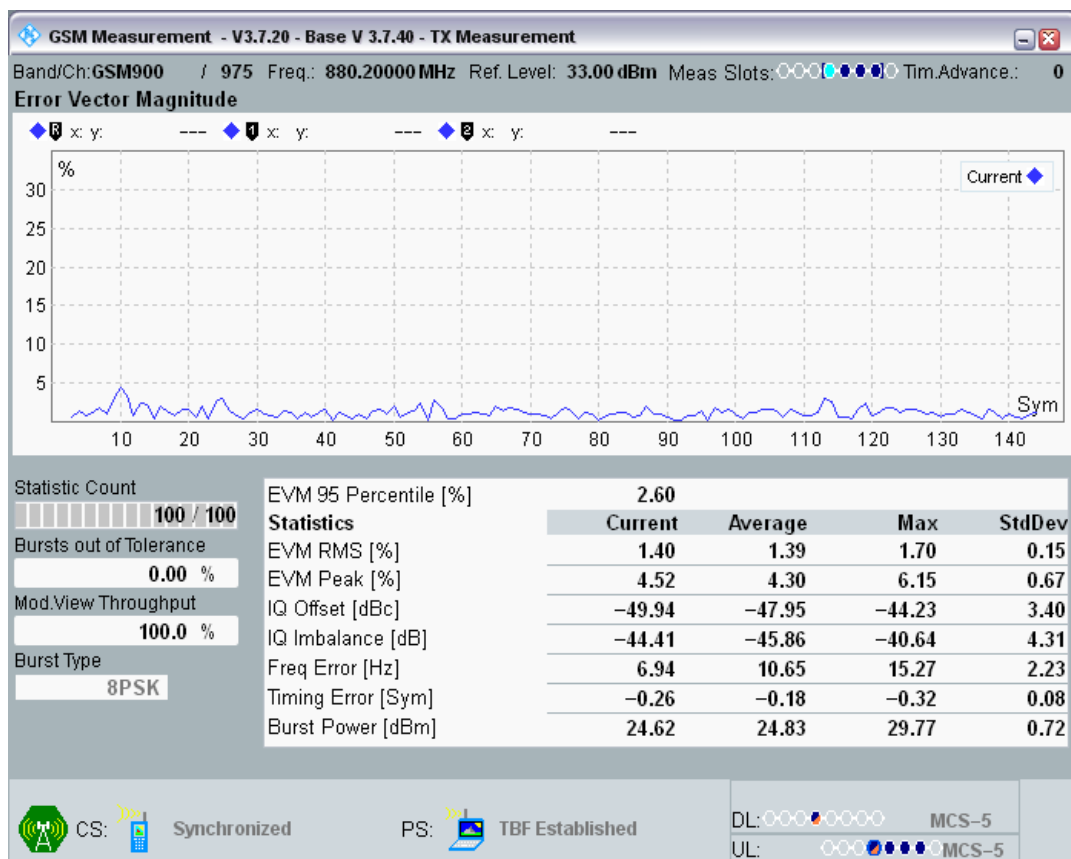 GSM Measurement - V3.7.20 - Base V 3.7.40 - TX Measurement
Band/Ch:GSM900 / 975 Freq.: 880.20000 MHz Ref. Level: 33.00 dBm Meas Slots: Tim.Advance.: 0
Error Vector Magnitude
R x: y: --- 1 x: y: --- 2 x: y: ---
%
Current
30
25
20
15
10
5
Sym
10 20 30 40 50 60 70 80 90 100 110 120 130 140
Statistic Count
100 / 100
Bursts out of Tolerance
0.00 %
Mod.View Throughput
100.0 %
Burst Type
8PSK
EVM 95 Percentile [%] 2.60
Statistics Current Average Max StdDev
EVM RMS [%] 1.40 1.39 1.70 0.15
EVM Peak [%] 4.52 4.30 6.15 0.67
IQ Offset [dBc] −49.94 −47.95 −44.23 3.40
IQ Imbalance [dB] −44.41 −45.86 −40.64 4.31
Freq Error [Hz] 6.94 10.65 15.27 2.23
Timing Error [Sym] −0.26 −0.18 −0.32 0.08
Burst Power [dBm] 24.62 24.83 29.77 0.72
CS: Synchronized PS: TBF Established
DL: MCS−5
UL: MCS−5